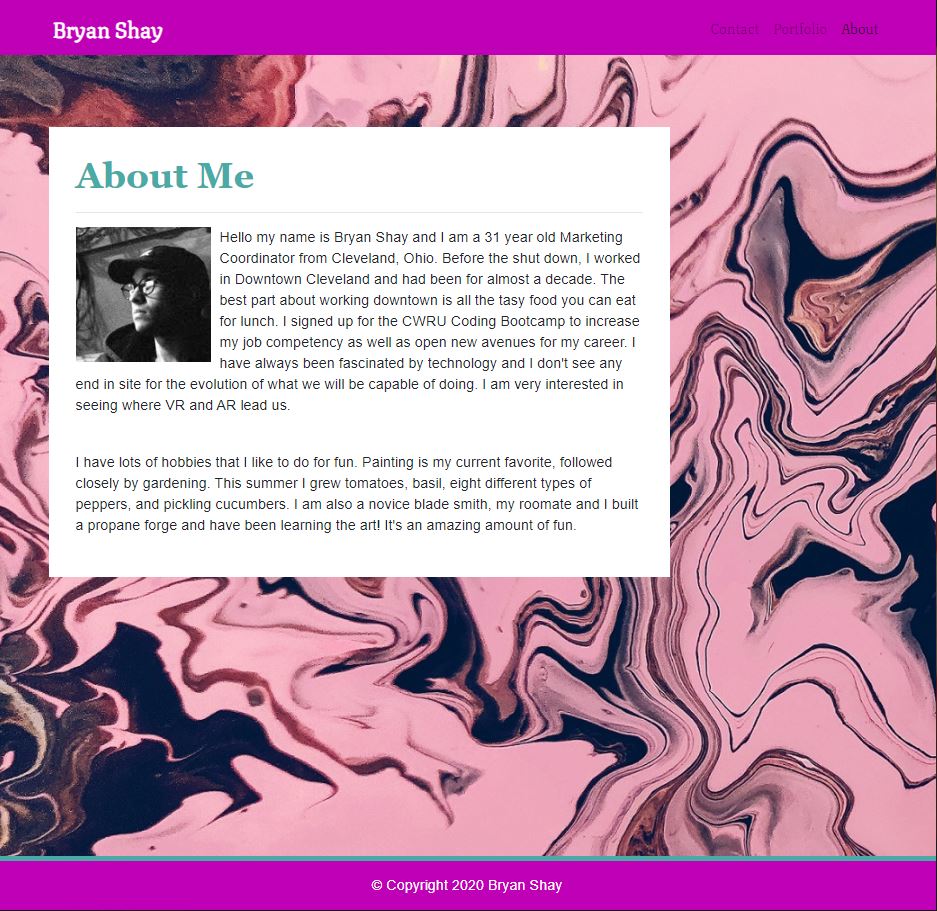 Bryan Shay
Contact Portfolio About
About Me
Hello my name is Bryan Shay and I am a 31 year old Marketing
Coordinator from Cleveland, Ohio. Before the shut down, I worked
in Downtown Cleveland and had been for almost a decade. The
best part about working downtown is all the tasy food you can eat
for lunch. I signed up for the CWRU Coding Bootcamp to increase
my job competency as well as open new avenues for my career. I
have always been fascinated by technology and I don't see any
end in site for the evolution of what we will be capable of doing. I am very interested in
seeing where VR and AR lead us.
I have lots of hobbies that I like to do for fun. Painting is my current favorite, followed
closely by gardening. This summer I grew tomatoes, basil, eight different types of
peppers, and pickling cucumbers. I am also a novice blade smith, my roomate and I built
a propane forge and have been learning the art! It's an amazing amount of fun.
© Copyright 2020 Bryan Shay